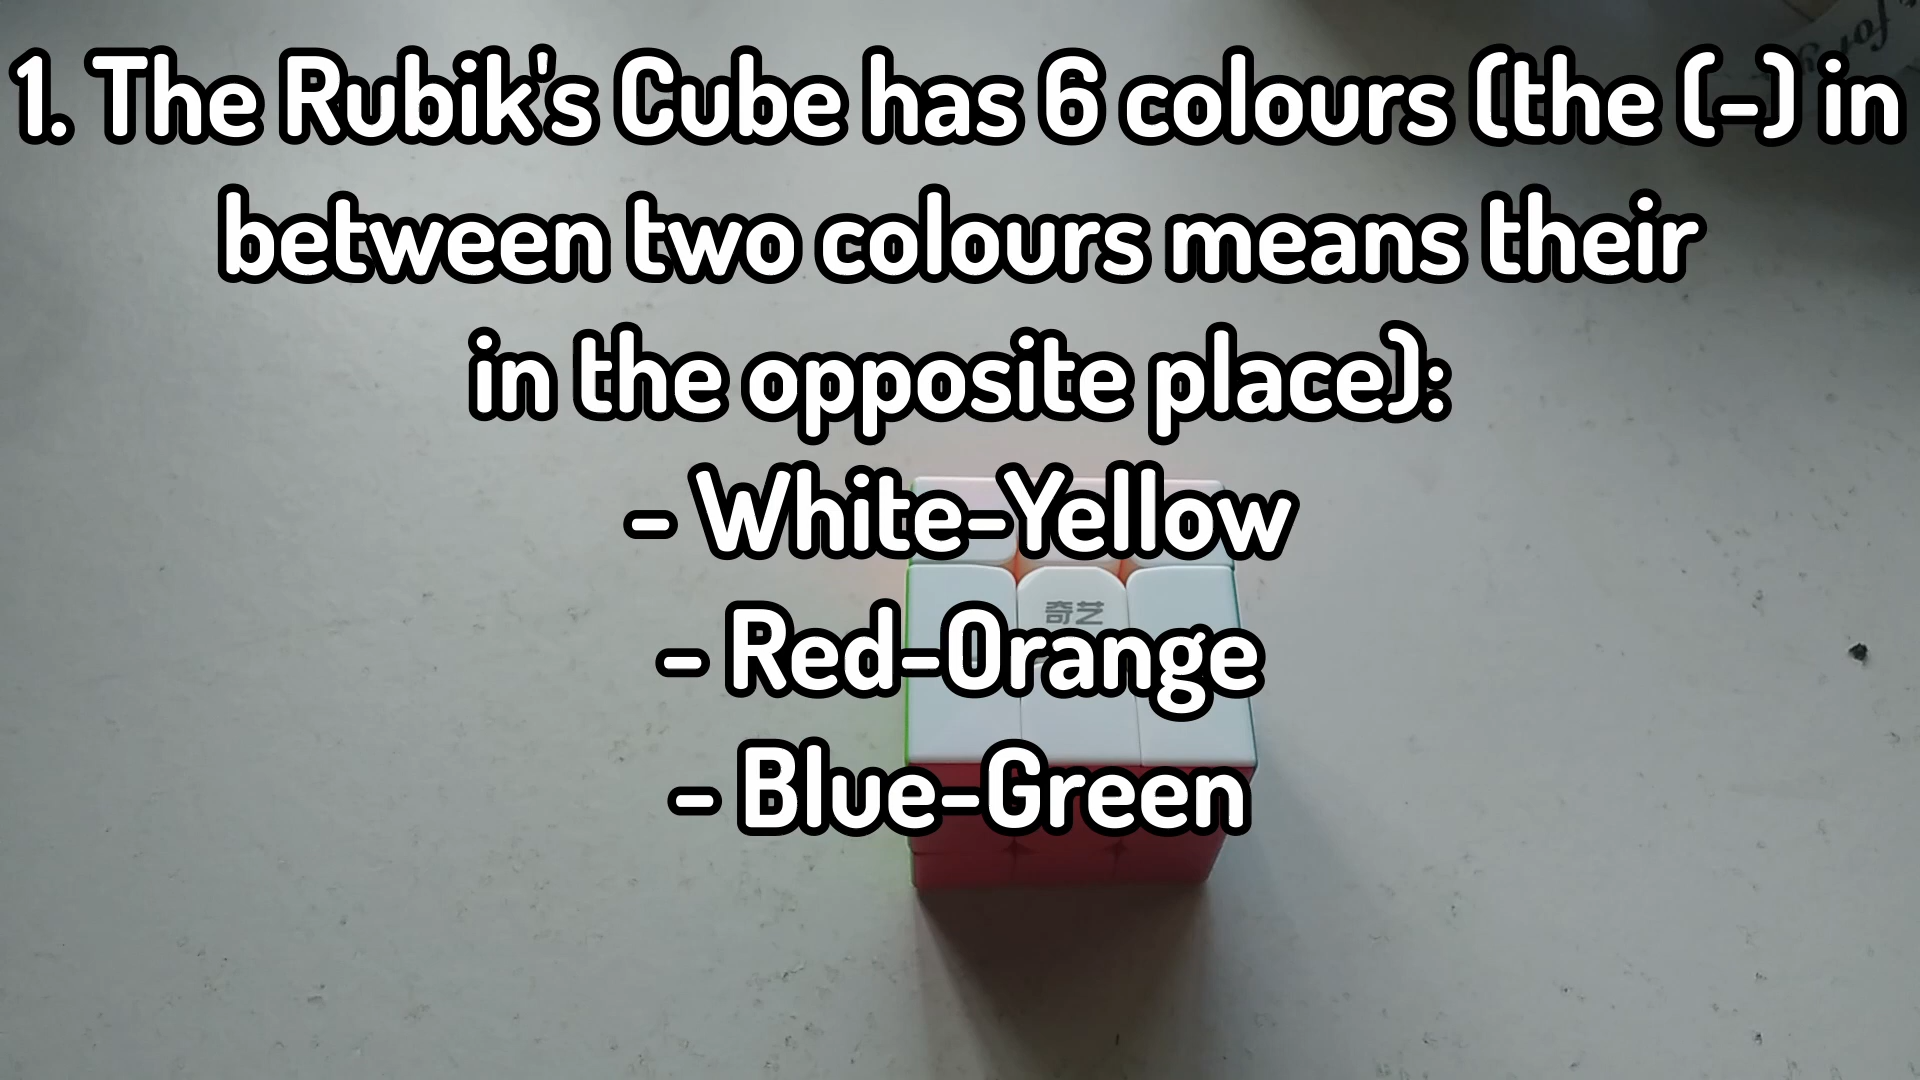 1. The Rubik's Cube has 6 colours (the (-) in
between two colours means their
in the opposite place):
- White-Yellow
奇艺
- Red-Orange
- Blue-Green